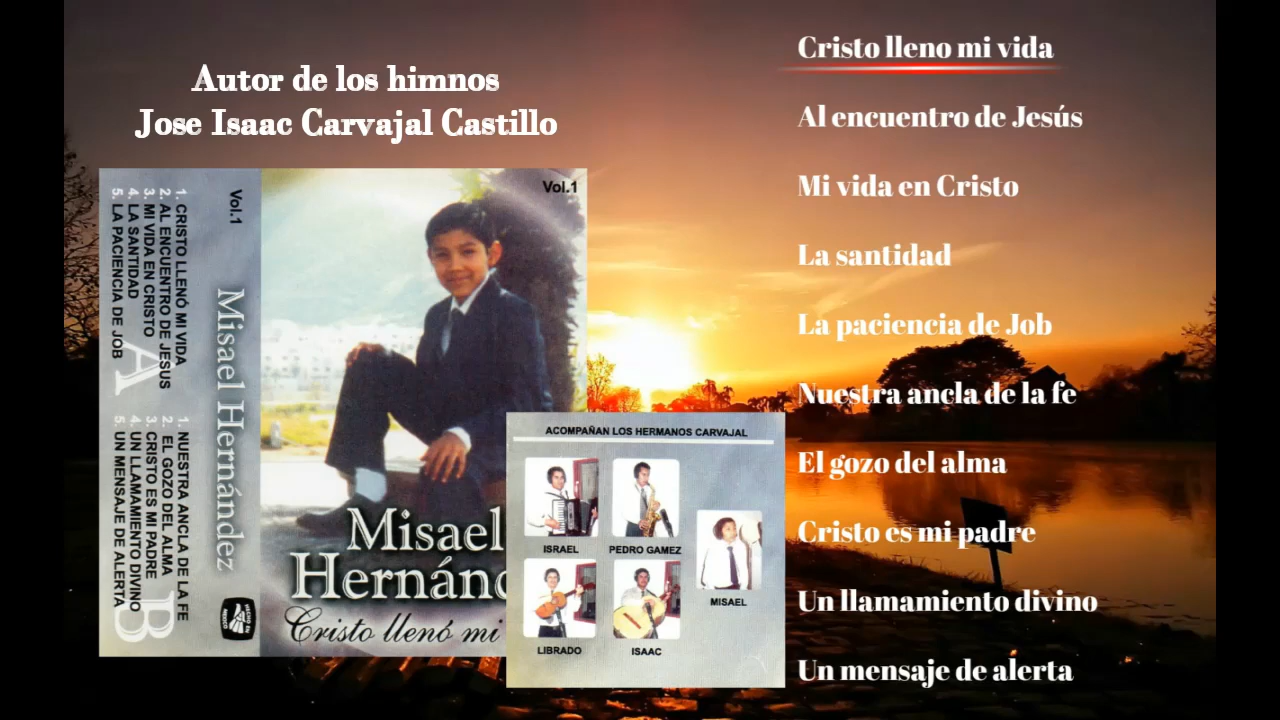 Autor de los himnos
Jose Isaac Carvajal Castillo
Vol.1
1. CRISTO LLENÓ MI VIDA
2. AL ENCUENTRO DE JESUS
3. MI VIDA EN CRISTO
4. LA SANTIDAD
5. LA PACIENCIA DE JOB
A
1. NUESTRA ANCLA DE LA FE
2. EL GOZO DEL ALMA
3. CRISTO ES MI PADRE
4. UN LLAMAMIENTO DIVINO
5. UN MENSAJE DE ALERTA
B
Misael Hernández
Vol.1
Misael
Hernánd
Cristo llenó mi
ACOMPAÑAN LOS HERMANOS CARVAJAL
ISRAEL
PEDRO GAMEZ
MISAEL
LIBRADO
ISAAC
Cristo lleno mi vida
Al encuentro de Jesús
Mi vida en Cristo
La santidad
La paciencia de Job
Nuestra ancla de la fe
El gozo del alma
Cristo es mi padre
Un llamamiento divino
Un mensaje de alerta